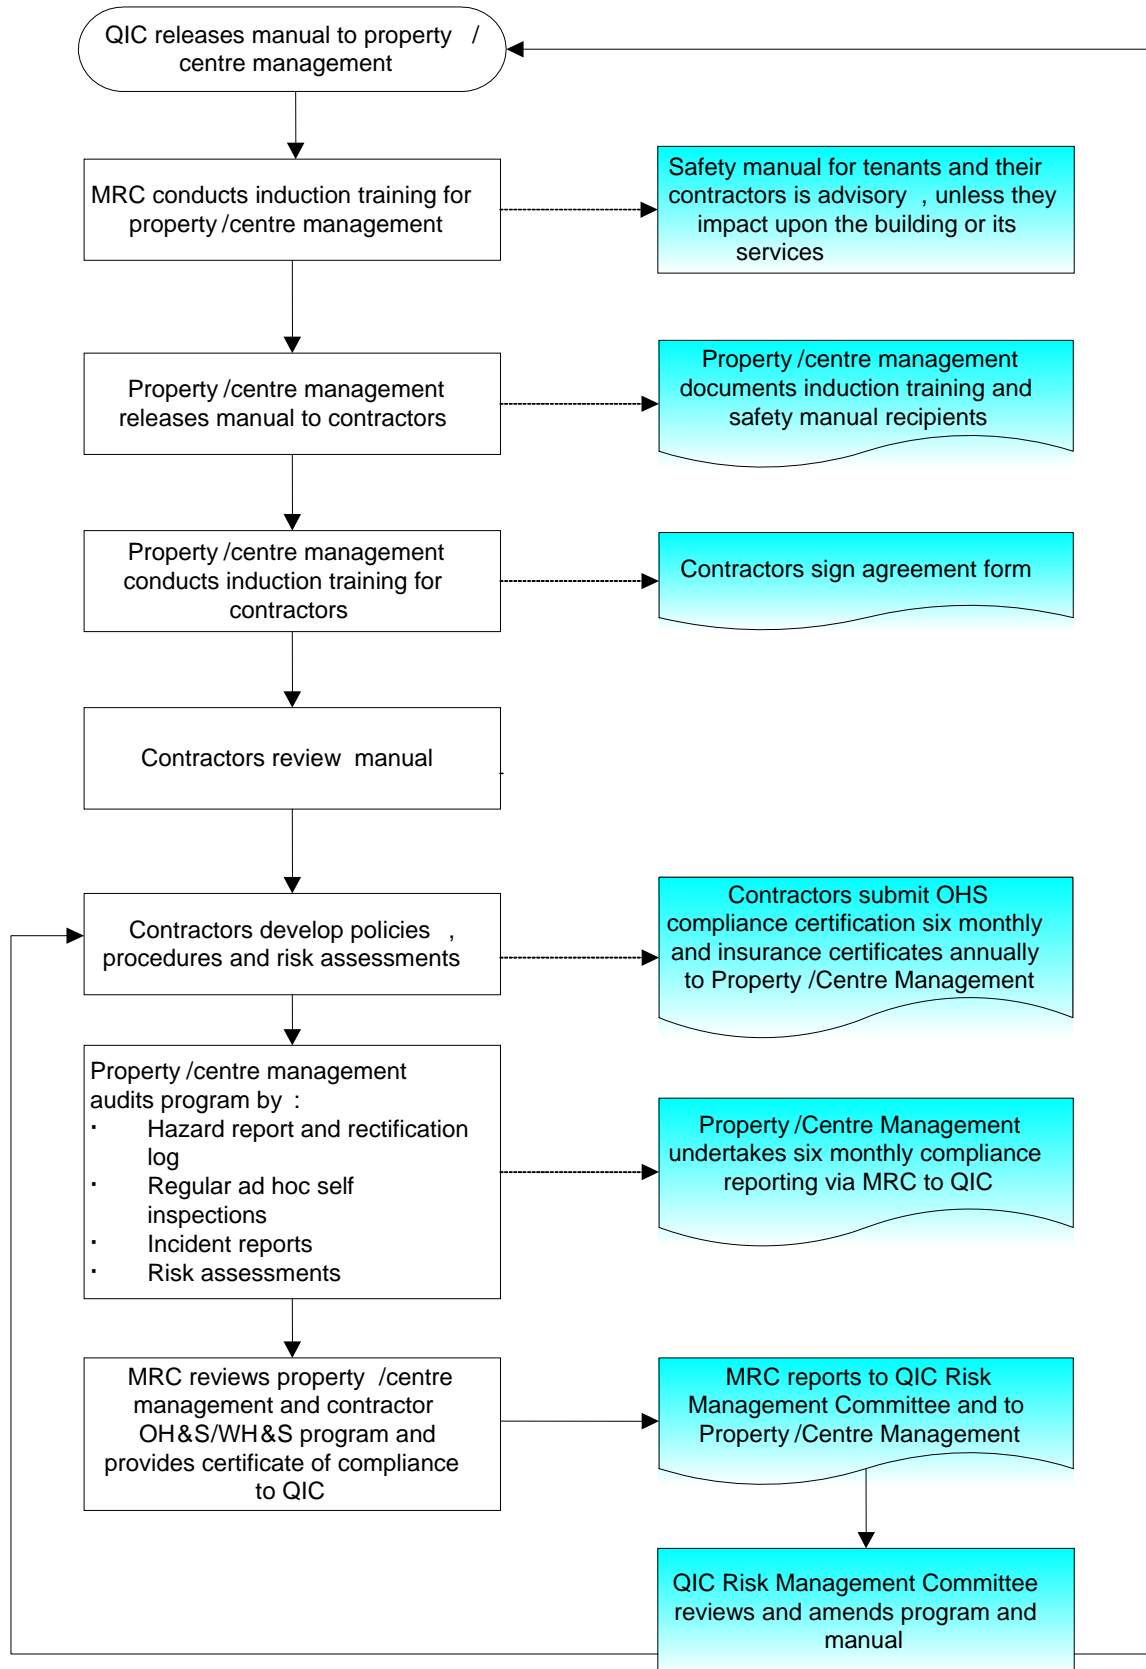 QIC releases manual to property /
centre management
MRC conducts induction training for
property /centre management
Safety manual for tenants and their
contractors is advisory , unless they
impact upon the building or its
services
Property /centre management
releases manual to contractors
Property /centre management
documents induction training and
safety manual recipients
Property /centre management
conducts induction training for
contractors
Contractors sign agreement form
Contractors review manual
Contractors develop policies ,
procedures and risk assessments
Contractors submit OHS
compliance certification six monthly
and insurance certificates annually
to Property /Centre Management
Property /centre management
audits program by :
· Hazard report and rectification
log
· Regular ad hoc self
inspections
· Incident reports
· Risk assessments
Property /Centre Management
undertakes six monthly compliance
reporting via MRC to QIC
MRC reviews property /centre
management and contractor
OH&S/WH&S program and
provides certificate of compliance
to QIC
MRC reports to QIC Risk
Management Committee and to
Property /Centre Management
QIC Risk Management Committee
reviews and amends program and
manual